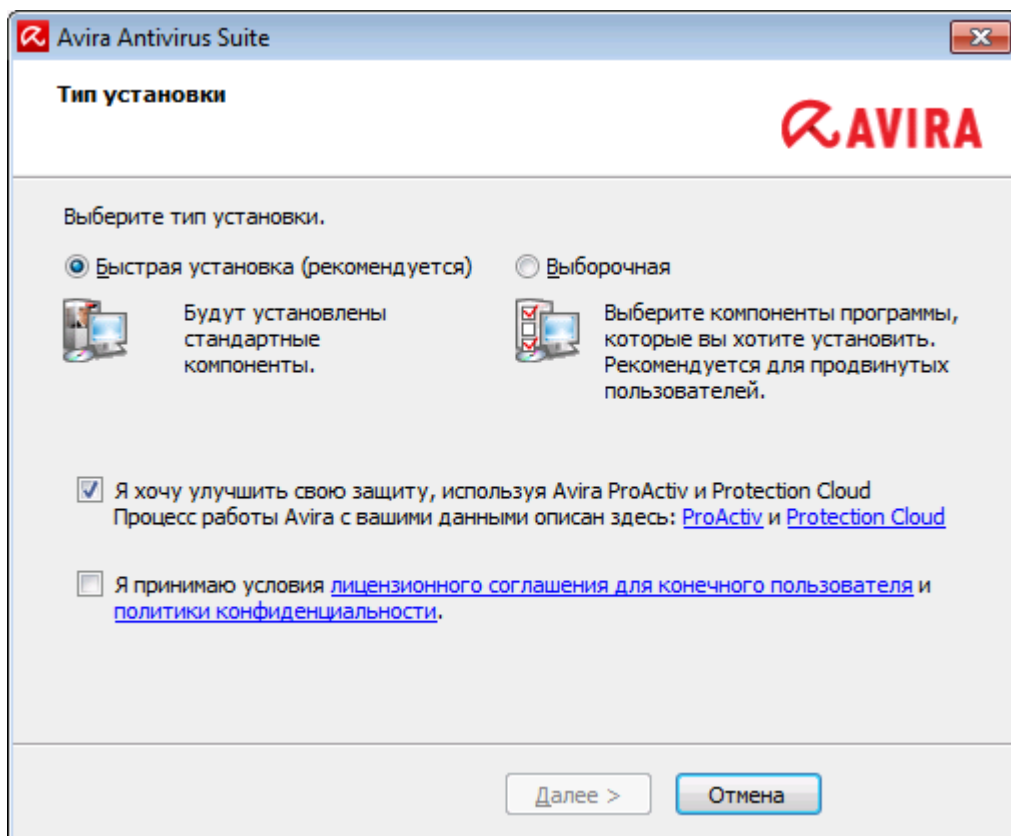 Avira Antivirus Suite
Тип установки
AVIRA
Выберите тип установки.
Быстрая установка (рекомендуется)
Будут установлены
стандартные
компоненты.
Выборочная
Выберите компоненты программы,
которые вы хотите установить.
Рекомендуется для продвинутых
пользователей.
Я хочу улучшить свою защиту, используя Avira ProActiv и Protection Cloud
Процесс работы Avira с вашими данными описан здесь: ProActiv и Protection Cloud
Я принимаю условия лицензионного соглашения для конечного пользователя и
политики конфиденциальности.
Далее >
Отмена